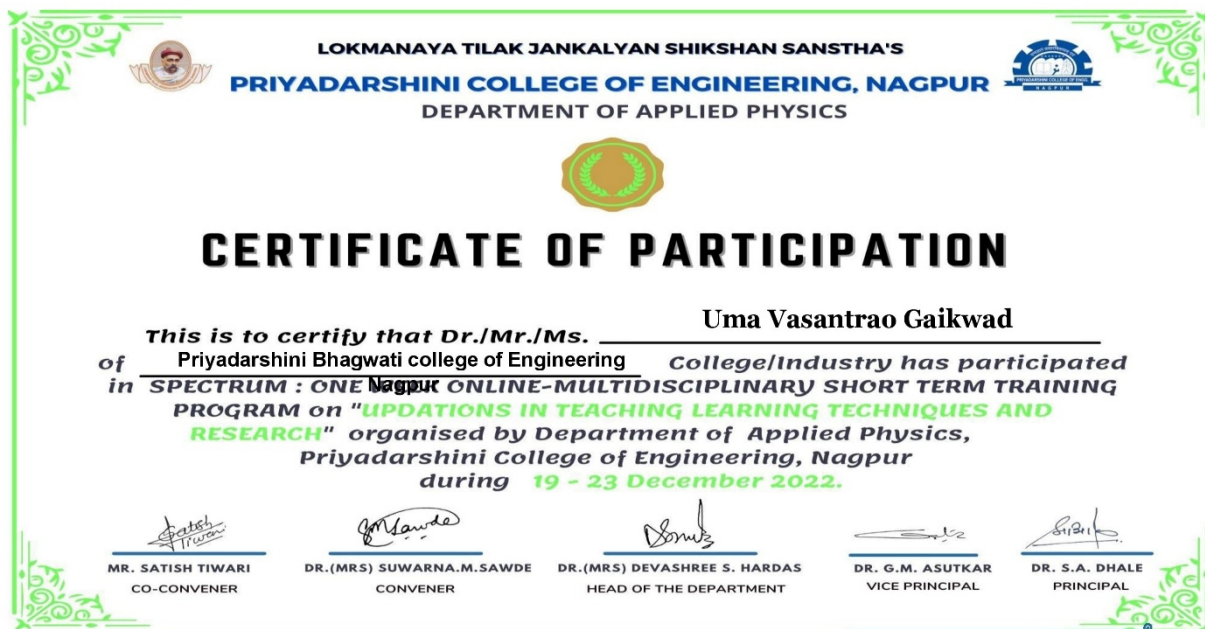 LOKMANAYA TILAK JANKALYAN SHIKSHAN SANSTHA'S
PRIYADARSHINI COLLEGE OF ENGINEERING, NAGPUR
DEPARTMENT OF APPLIED PHYSICS
CERTIFICATE OF PARTICIPATION
This is to certify that Dr./Mr./Ms. Uma Vasantrao Gaikwad
of Priyadarshini Bhagwati college of Engineering College/Industry has participated
Nagpur
in SPECTRUM : ONE ONLINE-MULTIDISCIPLINARY SHORT TERM TRAINING
PROGRAM on "UPDATIONS IN TEACHING LEARNING TECHNIQUES AND
RESEARCH" organised by Department of Applied Physics,
Priyadarshini College of Engineering, Nagpur
during 19 - 23 December 2022.
Satish Tiwari
SMSawde
MR. SATISH TIWARI DR.(MRS) SUWARNA.M.SAWDE DR.(MRS) DEVASHREE S. HARDAS DR. G.M. ASUTKAR DR. S.A. DHALE
CO-CONVENER CONVENER HEAD OF THE DEPARTMENT VICE PRINCIPAL PRINCIPAL